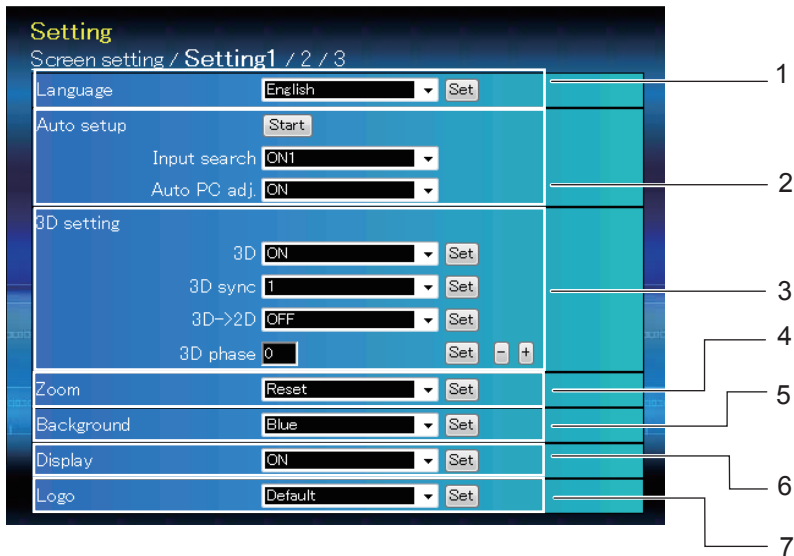 Setting
Screen setting / Setting1 / 2 / 3
1
Language English Set
Auto setup Start
Input search ON1
2
Auto PC adj. ON
3D setting
3D ON Set
3D sync 1 Set
3
3D->2D OFF Set
4
3D phase 0 Set - +
Zoom Reset Set
5
Background Blue Set
Display ON Set
6
Logo Default Set
7